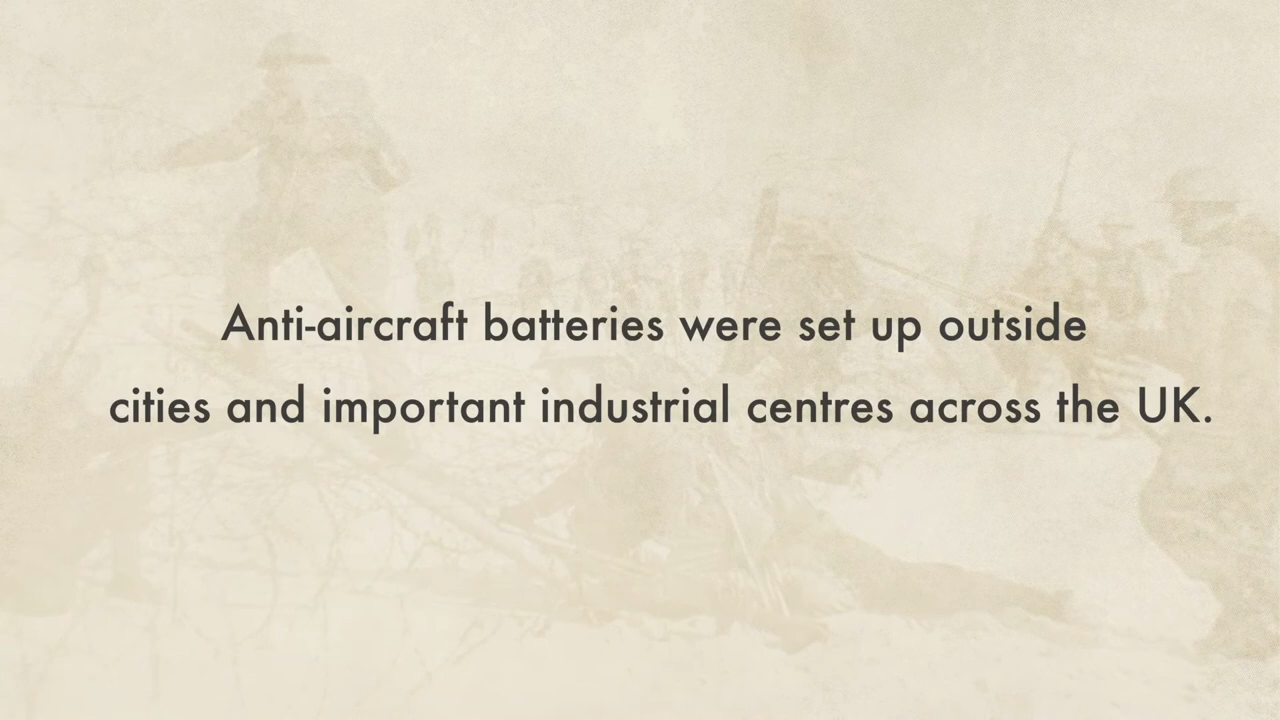 Anti-aircraft batteries were set up outside
cities and important industrial centres across the UK.